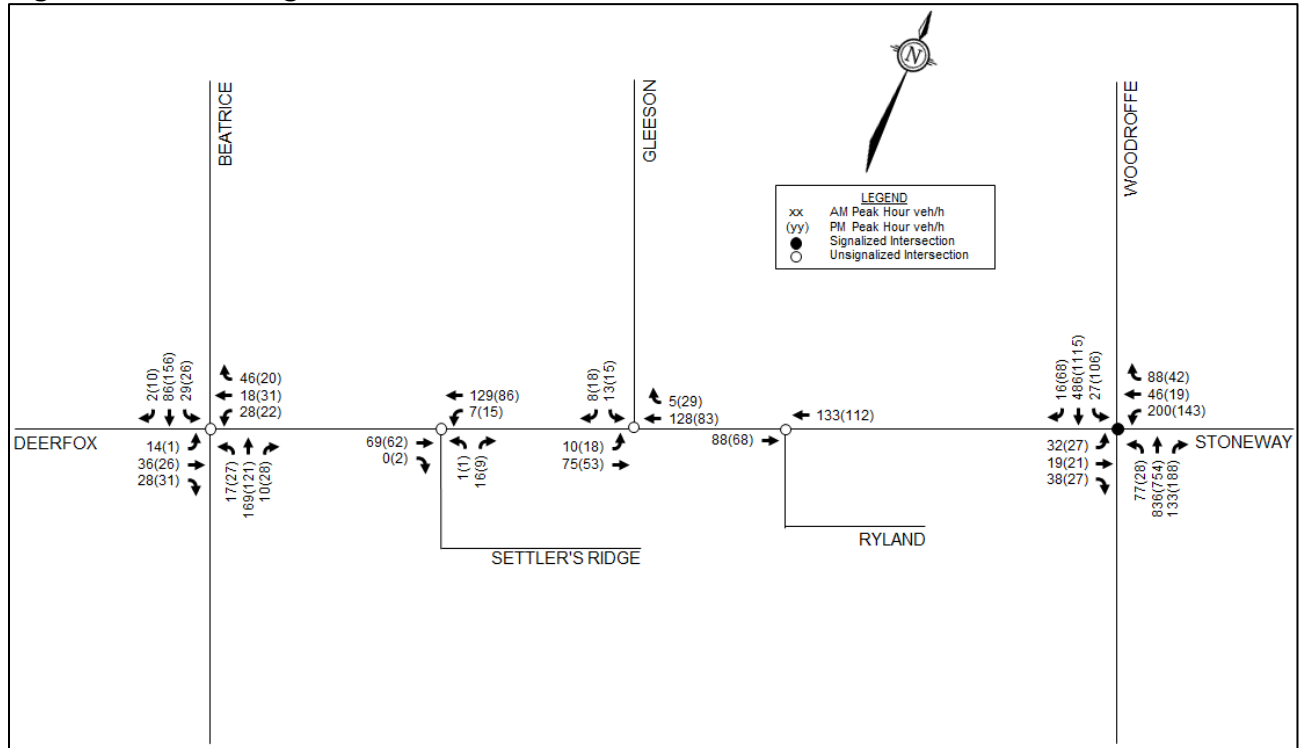 N
BEATRICE
GLEESON
WOODROFFE
LEGEND
xx AM Peak Hour veh/h
(yy) PM Peak Hour veh/h
Signalized Intersection
Unsignalized Intersection
2(10)
86(156)
29(26)
46(20)
18(31)
28(22)
DEERFOX
14(1)
36(26)
28(31)
17(27)
169(121)
10(28)
129(86)
7(15)
69(62)
0(2)
1(1)
16(9)
SETTLER'S RIDGE
8(18)
13(15)
5(29)
128(83)
10(18)
75(53)
133(112)
88(68)
RYLAND
16(68)
486(1115)
27(106)
88(42)
46(19)
200(143)
STONEWAY
32(27)
19(21)
38(27)
77(28)
836(754)
133(188)